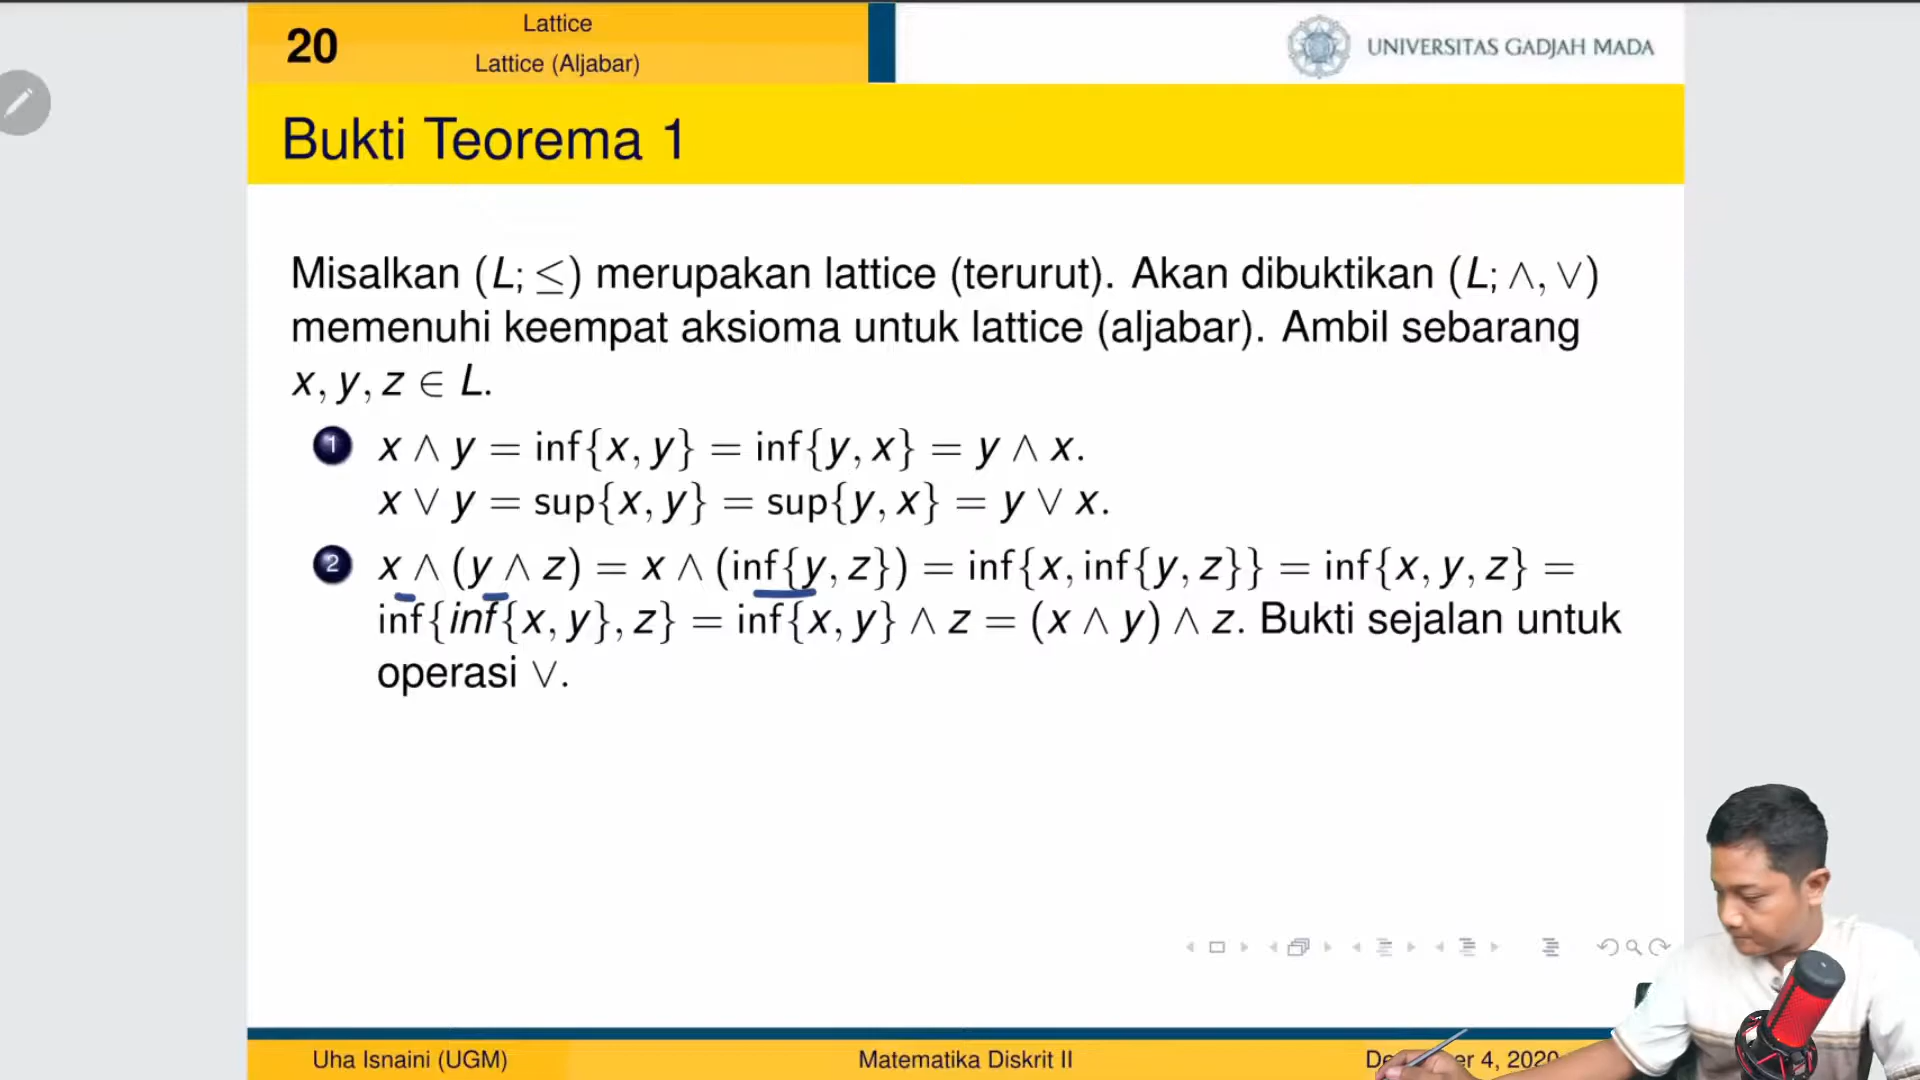 20
Lattice
Lattice (Aljabar)
UNIVERSITAS GADJAH MADA
Bukti Teorema 1
Misalkan (L; ≤) merupakan lattice (terurut). Akan dibuktikan (L; ∧, ∨)
memenuhi keempat aksioma untuk lattice (aljabar). Ambil sebarang
x, y, z ∈ L.
1 x ∧ y = inf{x, y} = inf{y, x} = y ∧ x.
x ∨ y = sup{x, y} = sup{y, x} = y ∨ x.
2 x ∧ (y ∧ z) = x ∧ (inf{y, z}) = inf{x, inf{y, z}} = inf{x, y, z} =
inf{inf{x, y}, z} = inf{x, y} ∧ z = (x ∧ y) ∧ z. Bukti sejalan untuk
operasi ∨.
Uha Isnaini (UGM)
Matematika Diskrit II
4, 2020